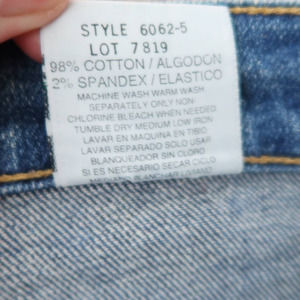 STYLE 6062-5
LOT 7819
98% COTTON / ALGODON
2% SPANDEX / ELASTICO
MACHINE WASH WARM WASH
SEPARATELY ONLY NON
CHLORINE BLEACH WHEN NEEDED
TUMBLE DRY MEDIUM LOW IRON
LAVAR EN MAQUINA EN TIBIO
LAVAR SEPARADO SOLO USAR
BLANQUEADOR SIN CLORO
SI ES NECESARIO SECAR CICLO